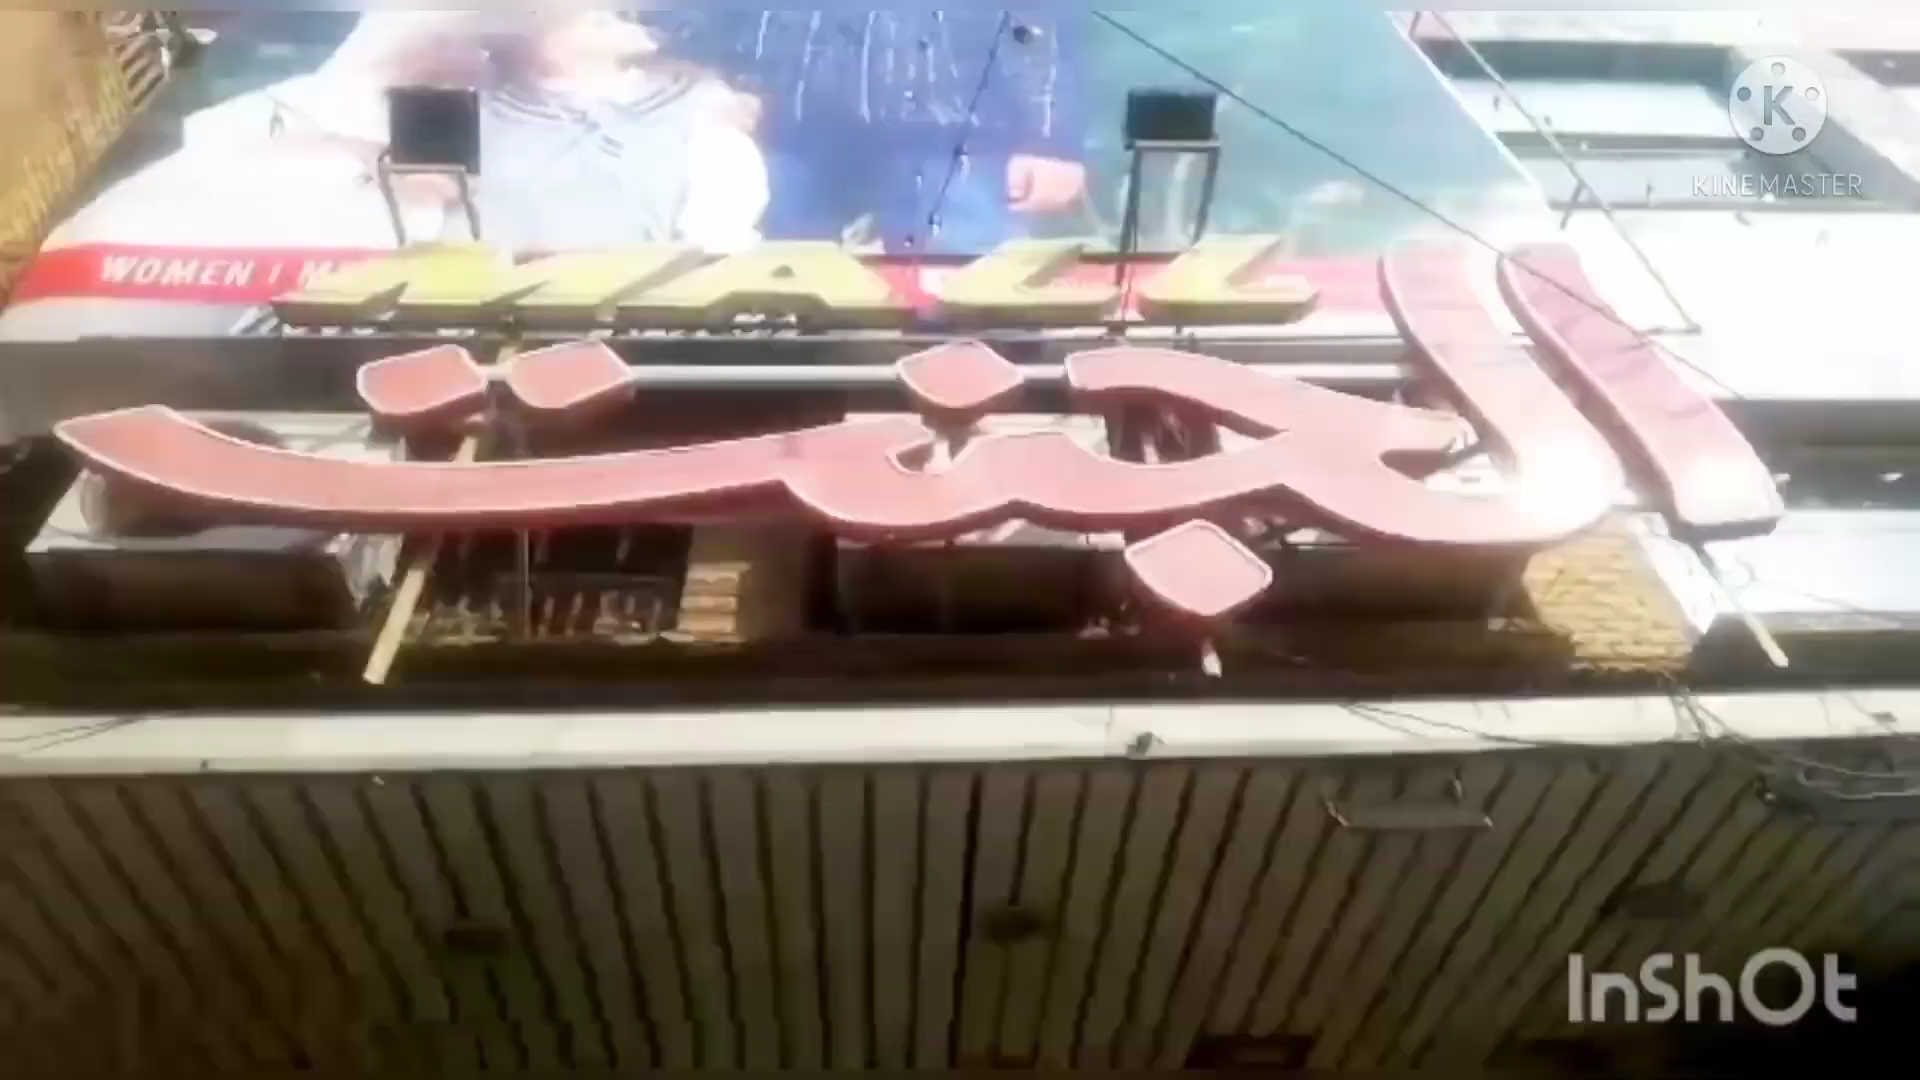 KINEMASTER
WOMEN | M
MALL
الجنت
InShOt